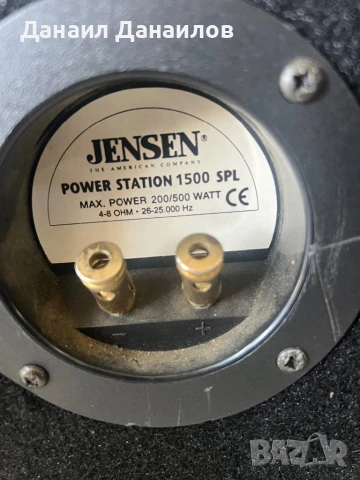 Данаил Данаилов
JENSEN®
THE AMERICAN COMPANY
POWER STATION 1500 SPL
MAX. POWER 200/500 WATT CE
4-8 OHM • 26-25.000 Hz
- +
BAZAR